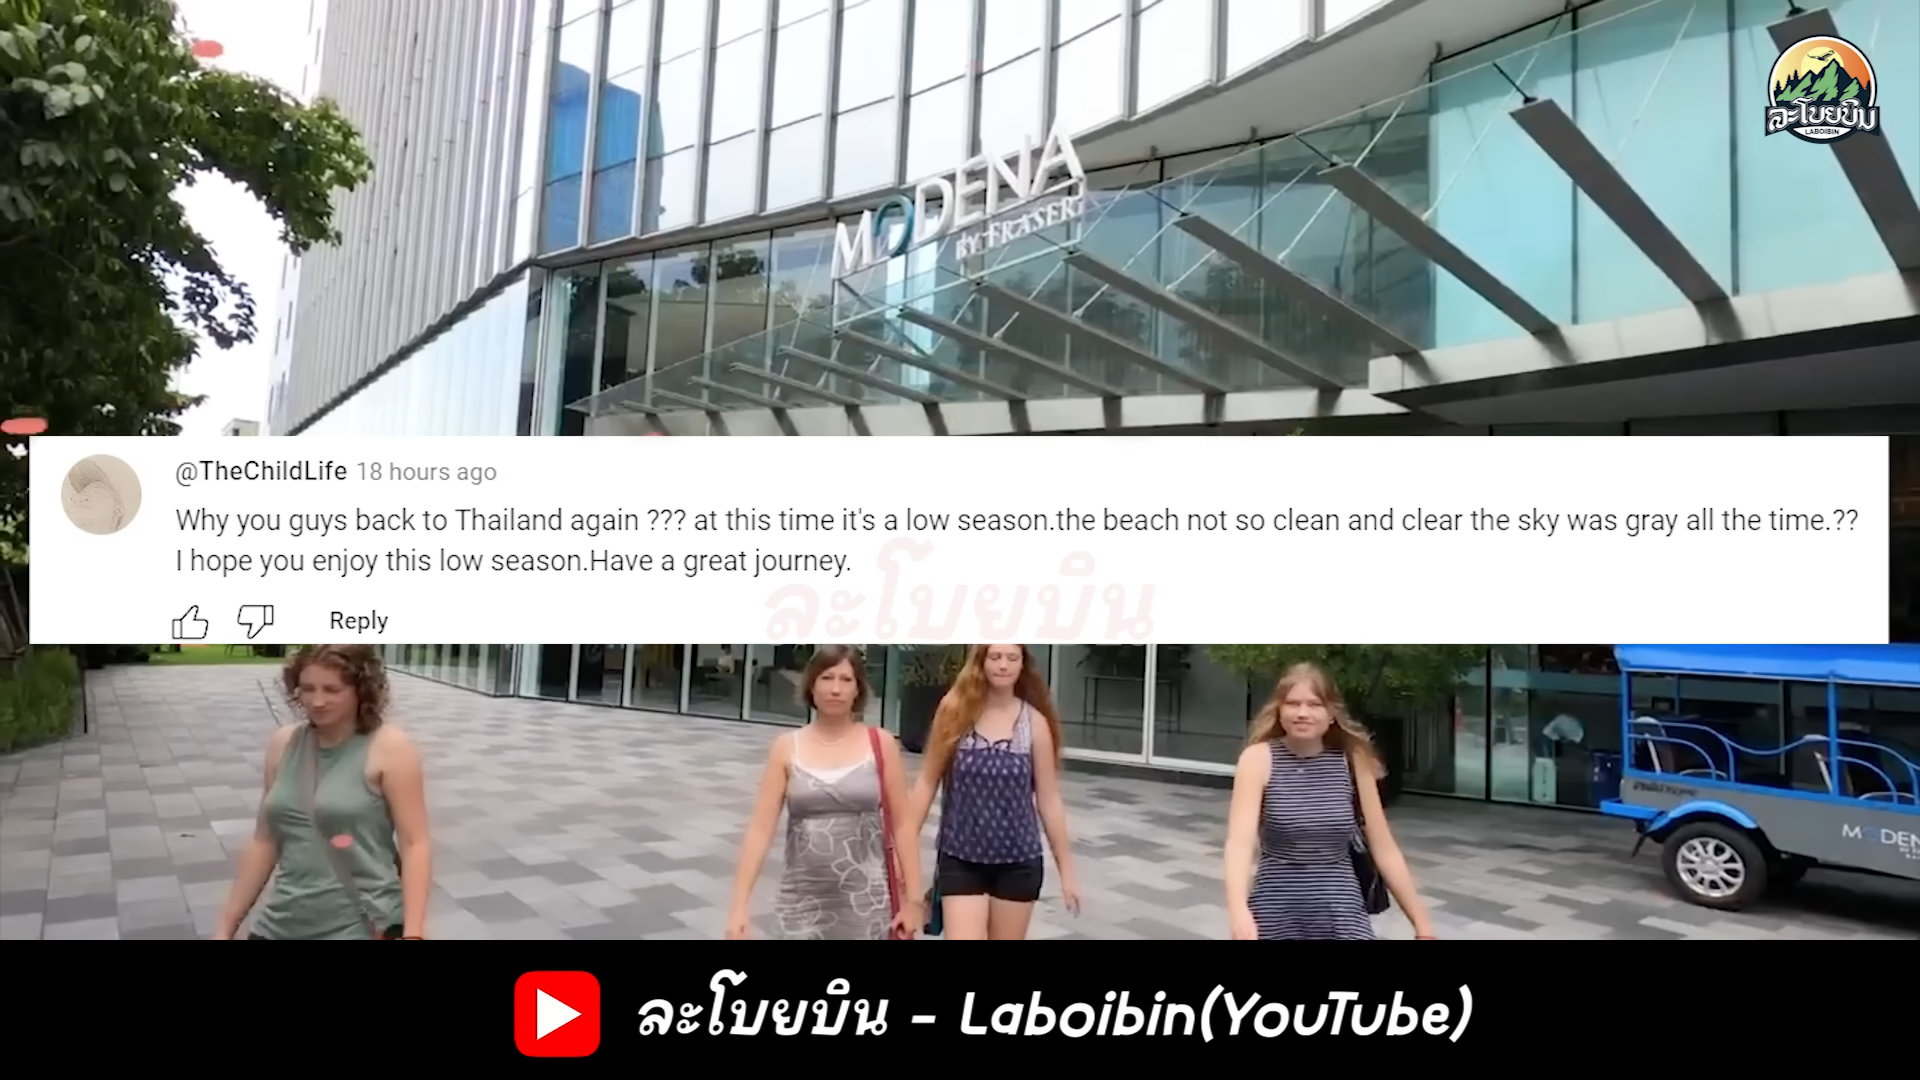 ละโบยบิน
LABOIBIN
MODENA
BY FRASER
@TheChildLife 18 hours ago
Why you guys back to Thailand again ??? at this time it's a low season.the beach not so clean and clear the sky was gray all the time.??
I hope you enjoy this low season.Have a great journey.
ละโบยบิน
Reply
MODEN
ละโบยบิน - Laboibin(YouTube)